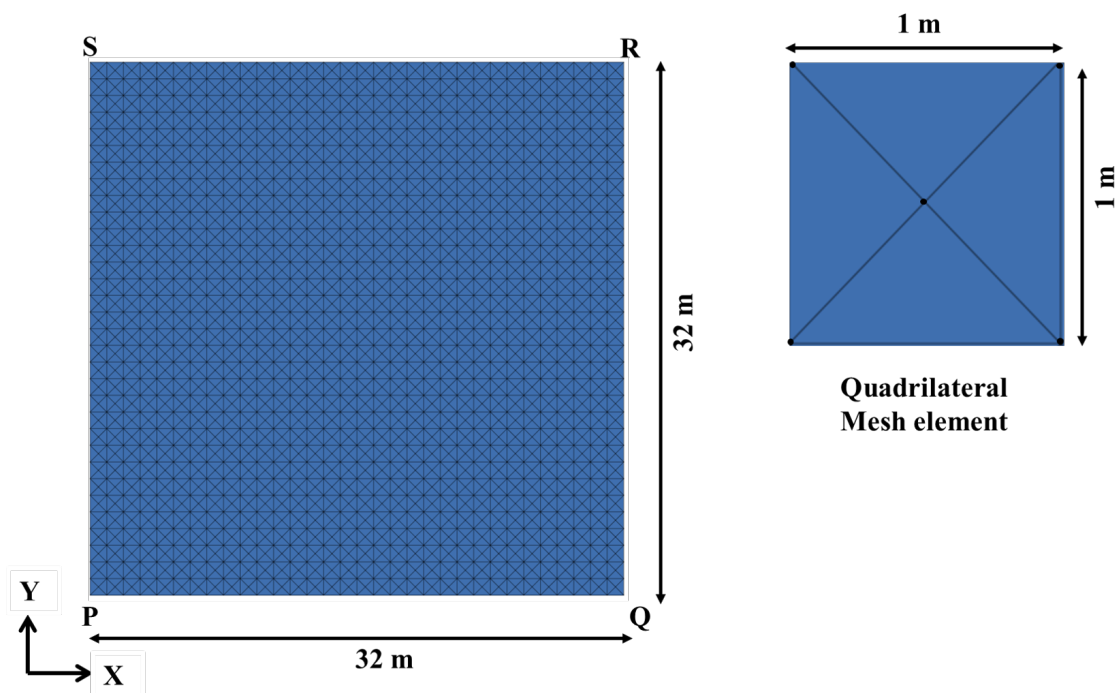 S
R
32 m
P
Q
32 m
Y
X
1 m
1 m
Quadrilateral
Mesh element